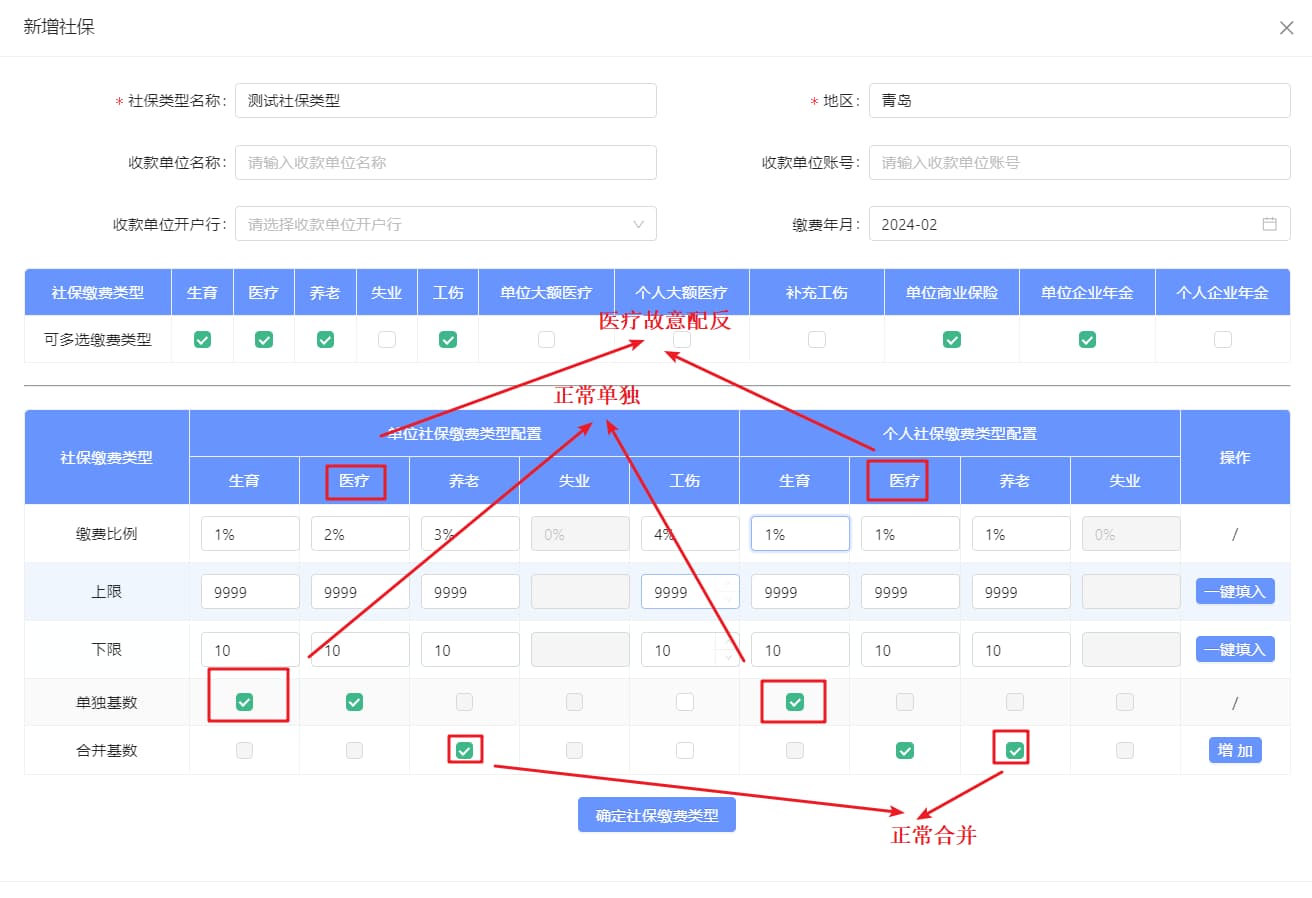 新增社保
* 社保类型名称: 测试社保类型 * 地区: 青岛
收款单位名称: 请输入收款单位名称 收款单位账号: 请输入收款单位账号
收款单位开户行: 请选择收款单位开户行 缴费年月: 2024-02
社保缴费类型 生育 医疗 养老 失业 工伤 单位大额医疗 个人大额医疗 补充工伤 单位商业保险 单位企业年金 个人企业年金
医疗故意配反
可多选缴费类型
正常单独
社保缴费类型 单位社保缴费类型配置 个人社保缴费类型配置 操作
生育 医疗 养老 失业 工伤 生育 医疗 养老 失业
缴费比例 1% 2% 3% 0% 4% 1% 1% 1% 0% /
上限 9999 9999 9999 9999 9999 9999 9999 一键填入
下限 10 10 10 10 10 10 10 一键填入
单独基数 /
合并基数 增 加
确定社保缴费类型
正常合并